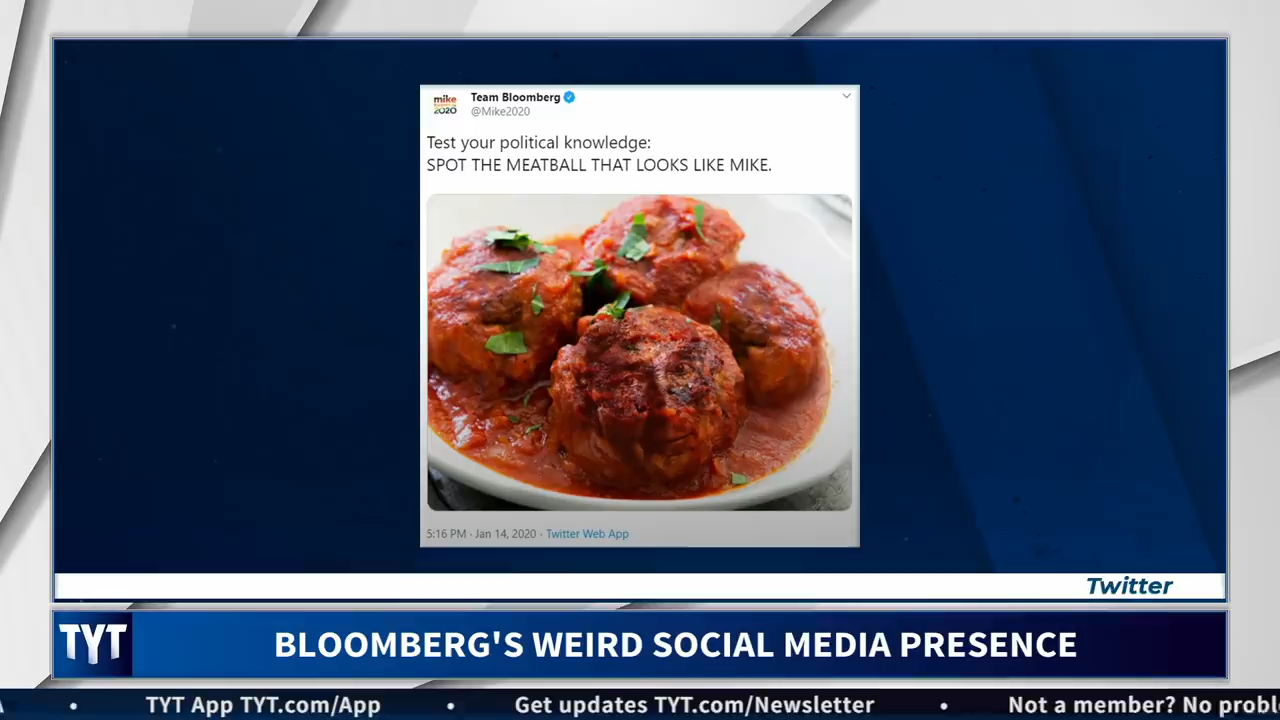 mike
2020
Team Bloomberg
@Mike2020
Test your political knowledge:
SPOT THE MEATBALL THAT LOOKS LIKE MIKE.
5:16 PM · Jan 14, 2020 · Twitter Web App
Twitter
TYT
BLOOMBERG'S WEIRD SOCIAL MEDIA PRESENCE
• TYT App TYT.com/App • Get updates TYT.com/Newsletter • Not a member? No